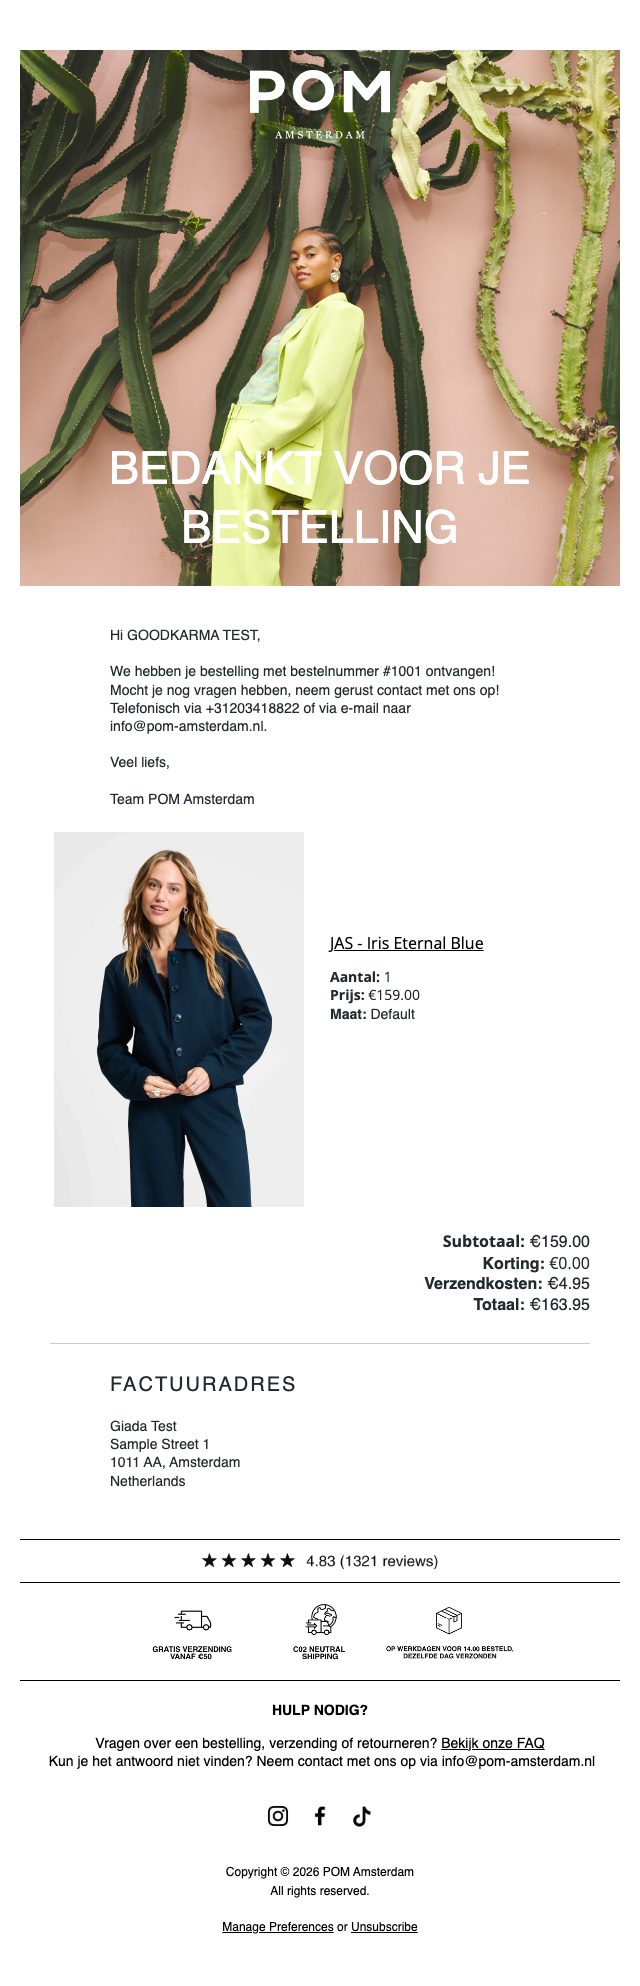 POM
AMSTERDAM
BEDANKT VOOR JE
BESTELLING
Hi GOODKARMA TEST,
We hebben je bestelling met bestelnummer #1001 ontvangen!
Mocht je nog vragen hebben, neem gerust contact met ons op!
Telefonisch via +31203418822 of via e-mail naar
info@pom-amsterdam.nl.
Veel liefs,
Team POM Amsterdam
JAS - Iris Eternal Blue
Aantal: 1
Prijs: €159.00
Maat: Default
Subtotaal: €159.00
Korting: €0.00
Verzendkosten: €4.95
Totaal: €163.95
FACTUURADRES
Giada Test
Sample Street 1
1011 AA, Amsterdam
Netherlands
★★★★★ 4.83 (1321 reviews)
GRATIS VERZENDING
VANAF €50
C02 NEUTRAL
SHIPPING
OP WERKDAGEN VOOR 14.00 BESTELD,
DEZELFDE DAG VERZONDEN
HULP NODIG?
Vragen over een bestelling, verzending of retourneren? Bekijk onze FAQ
Kun je het antwoord niet vinden? Neem contact met ons op via info@pom-amsterdam.nl
Copyright © 2026 POM Amsterdam
All rights reserved.
Manage Preferences or Unsubscribe